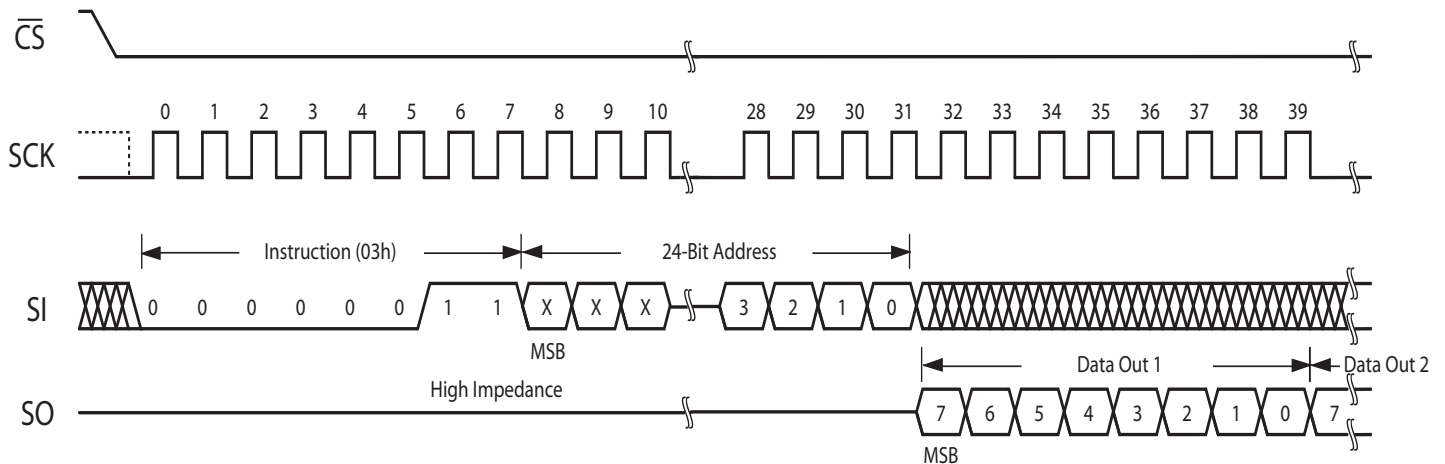 CS
0 1 2 3 4 5 6 7 8 9 10 28 29 30 31 32 33 34 35 36 37 38 39
SCK
Instruction (03h) 24-Bit Address
SI 0 0 0 0 0 0 1 1 X X X 3 2 1 0
MSB
Data Out 1 Data Out 2
High Impedance
SO 7 6 5 4 3 2 1 0 7
MSB